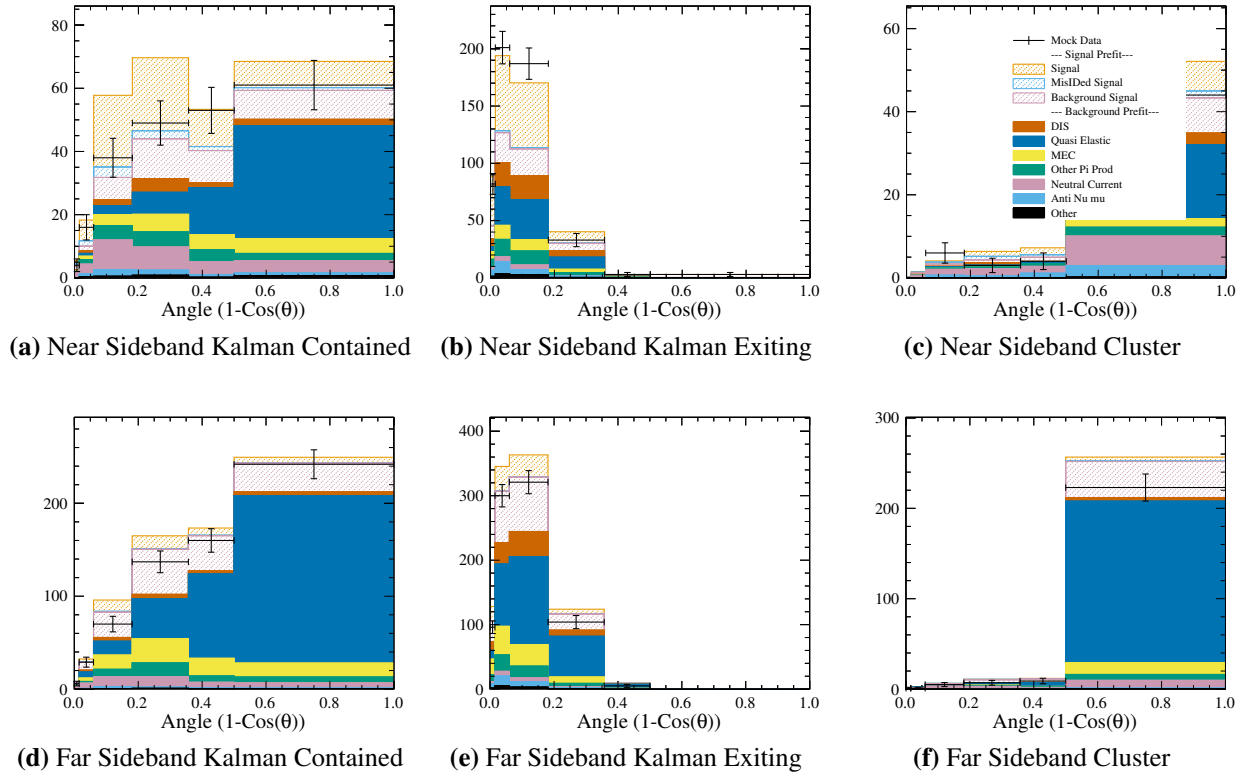 80
60
40
20
0
0.0 0.2 0.4 0.6 0.8 1.0
Angle (1-Cos(θ))
(a) Near Sideband Kalman Contained
200
150
100
50
0
0.0 0.2 0.4 0.6 0.8 1.0
Angle (1-Cos(θ))
(b) Near Sideband Kalman Exiting
60
50
40
30
20
10
0
0.0 0.2 0.4 0.6 0.8 1.0
Angle (1-Cos(θ))
Mock Data
--- Signal Prefit---
Signal
MisIDed Signal
Background Signal
--- Background Prefit---
DIS
Quasi Elastic
MEC
Other Pi Prod
Neutral Current
Anti Nu mu
Other
(c) Near Sideband Cluster
200
100
0
0.0 0.2 0.4 0.6 0.8 1.0
Angle (1-Cos(θ))
(d) Far Sideband Kalman Contained
400
300
200
100
0
0.0 0.2 0.4 0.6 0.8 1.0
Angle (1-Cos(θ))
(e) Far Sideband Kalman Exiting
300
200
100
0
0.0 0.2 0.4 0.6 0.8 1.0
Angle (1-Cos(θ))
(f) Far Sideband Cluster